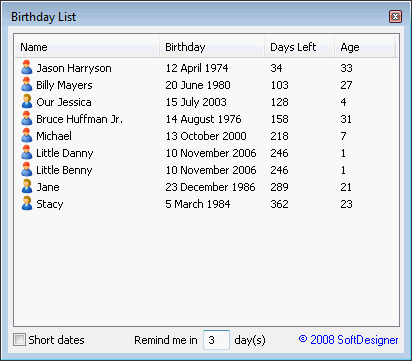 Birthday List
Name Birthday Days Left Age
Jason Harryson 12 April 1974 34 33
Billy Mayers 20 June 1980 103 27
Our Jessica 15 July 2003 128 4
Bruce Huffman Jr. 14 August 1976 158 31
Michael 13 October 2000 218 7
Little Danny 10 November 2006 246 1
Little Benny 10 November 2006 246 1
Jane 23 December 1986 289 21
Stacy 5 March 1984 362 23
Short dates Remind me in 3 day(s) © 2008 SoftDesigner